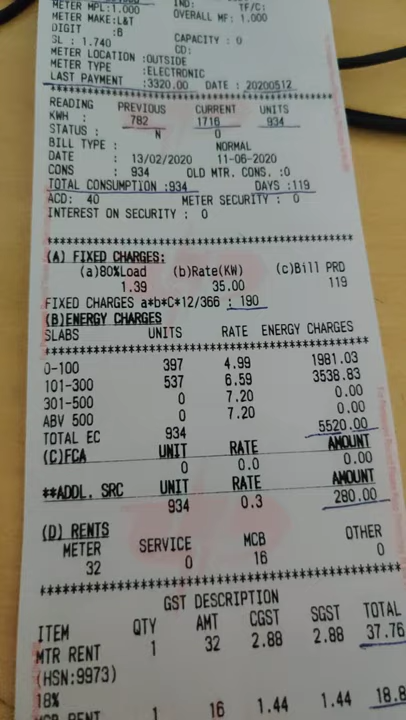 METER MPL:1.000 IND: TF/C:
METER MAKE:L&T OVERALL MF: 1.000
DIGIT :6
SL : 1.740 CAPACITY : 0
CD:
METER LOCATION :OUTSIDE
METER TYPE :ELECTRONIC
LAST PAYMENT :3320.00 DATE : 20200512
****************************************
READING PREVIOUS CURRENT UNITS
KWH : 782 1716 934
STATUS : N 0
BILL TYPE : NORMAL
DATE : 13/02/2020 11-06-2020
CONS : 934 OLD MTR. CONS. :0
TOTAL CONSUMPTION :934 DAYS :119
ACD: 40 METER SECURITY : 0
INTEREST ON SECURITY : 0
****************************************
(A) FIXED CHARGES:
(a)80%Load (b)Rate(KW) (c)Bill PRD
1.39 35.00 119
FIXED CHARGES a*b*C*12/366 : 190
(B)ENERGY CHARGES
SLABS UNITS RATE ENERGY CHARGES
****************************************
0-100 397 4.99 1981.03
101-300 537 6.59 3538.83
301-500 0 7.20 0.00
ABV 500 0 7.20 0.00
TOTAL EC 934 5520.00
(C)FCA UNIT RATE AMOUNT
0 0.0 0.00
**ADDL. SRC UNIT RATE AMOUNT
934 0.3 280.00
(D) RENTS
METER SERVICE MCB OTHER
32 0 16 0
****************************************
GST DESCRIPTION
ITEM QTY AMT CGST SGST TOTAL
MTR RENT 1 32 2.88 2.88 37.76
(HSN:9973)
18%
RENT 1 16 1.44 1.44 18.8